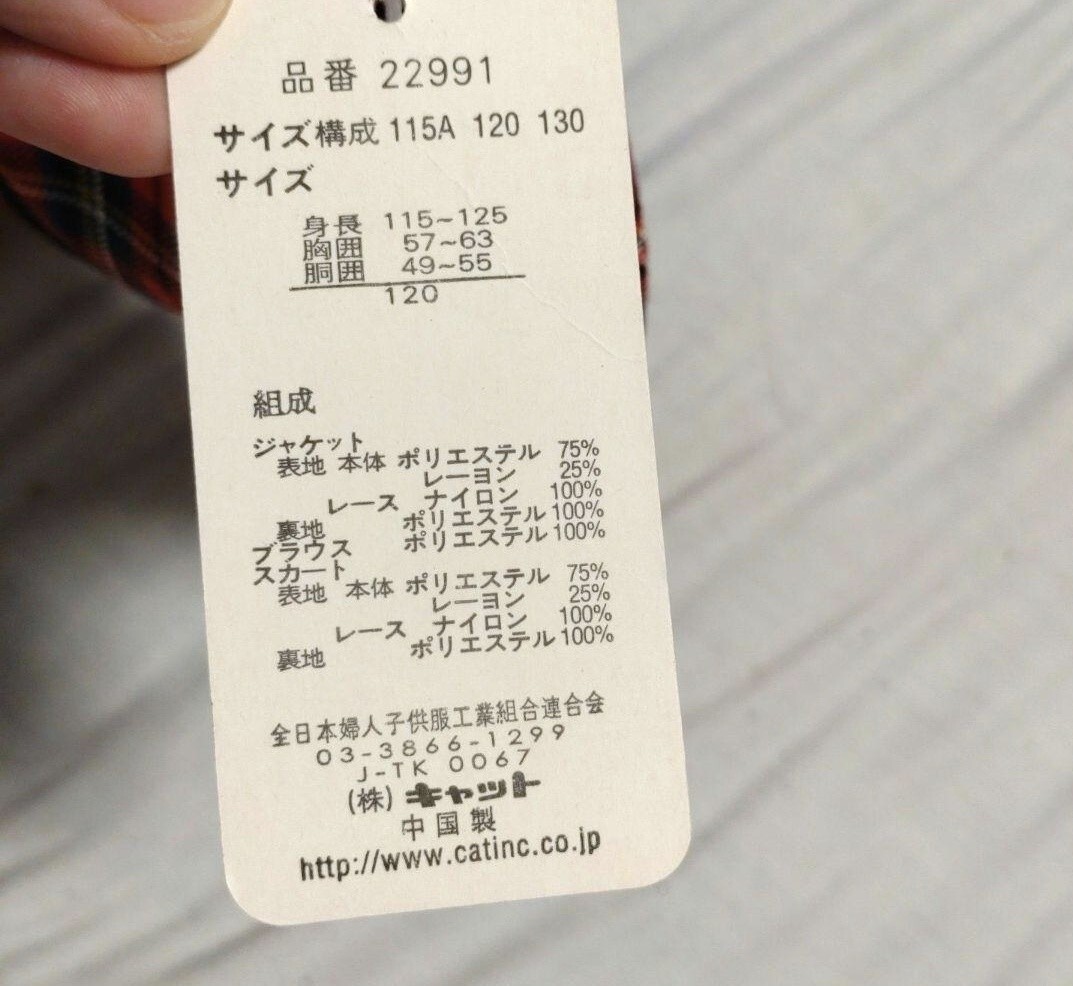 品番 22991
サイズ構成 115A 120 130
サイズ
身長 115~125
胸囲 57~63
胴囲 49~55
120
組成
ジャケット
表地 本体 ポリエステル 75%
レーヨン 25%
レース ナイロン 100%
裏地 ポリエステル 100%
ブラウス ポリエステル 100%
スカート
表地 本体 ポリエステル 75%
レーヨン 25%
レース ナイロン 100%
裏地 ポリエステル 100%
全日本婦人子供服工業組合連合会
03-3866-1299
J-TK 0067
(株)キャット
中国製
http://www.catinc.co.jp